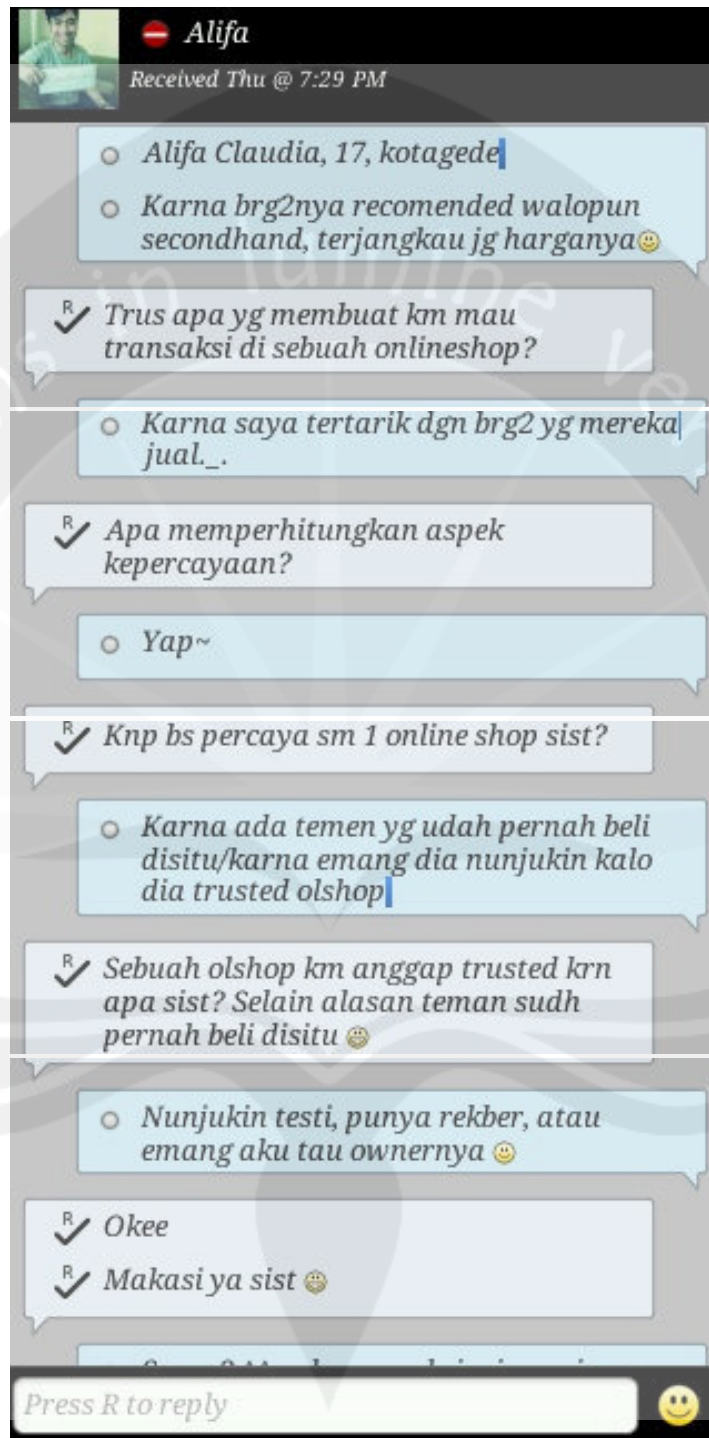 Alifa
Received Thu @ 7:29 PM
Alifa Claudia, 17, kotagede
Karna brg2nya recomended walopun
secondhand, terjangkau jg harganya
R Trus apa yg membuat km mau
transaksi di sebuah onlineshop?
Karna saya tertarik dgn brg2 yg mereka
jual._.
R Apa memperhitungkan aspek
kepercayaan?
Yap~
R Knp bs percaya sm 1 online shop sist?
Karna ada temen yg udah pernah beli
disitu/karna emang dia nunjukin kalo
dia trusted olshop
R Sebuah olshop km anggap trusted krn
apa sist? Selain alasan teman sudh
pernah beli disitu
Nunjukin testi, punya rekber, atau
emang aku tau ownernya
R Okee
R Makasi ya sist
Press R to reply
in lumine